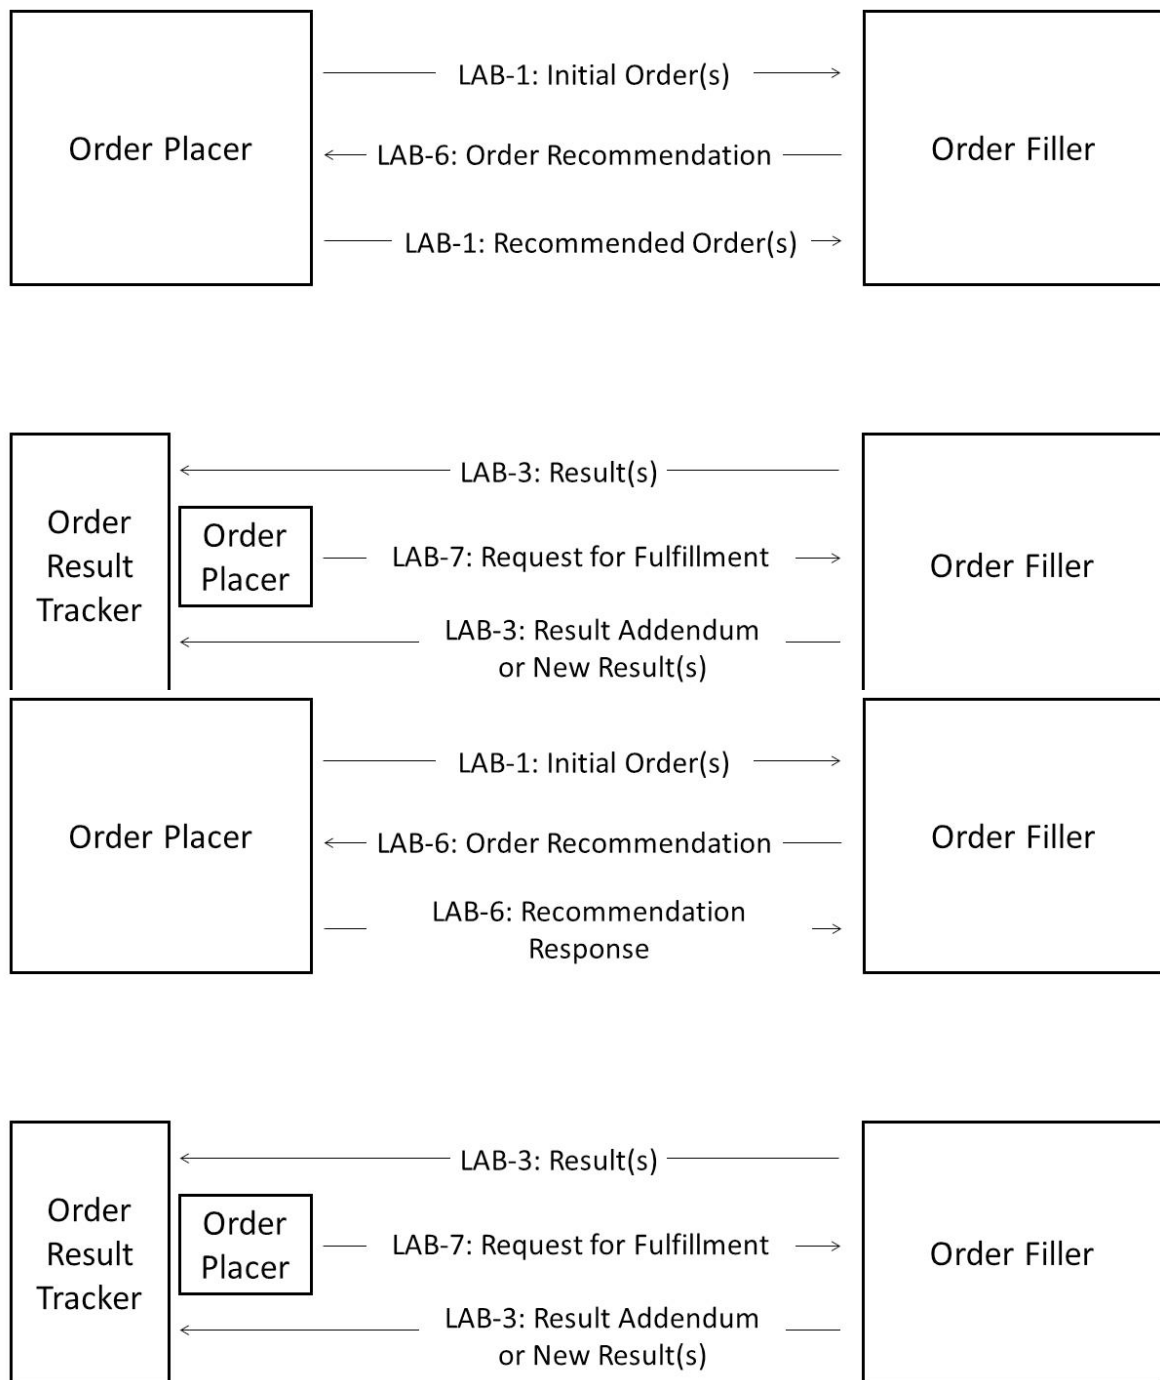 LAB-1: Initial Order(s)
Order Placer
LAB-6: Order Recommendation
Order Filler
LAB-1: Recommended Order(s)
LAB-3: Result(s)
Order
Result
Tracker
Order
Placer
LAB-7: Request for Fulfillment
Order Filler
LAB-3: Result Addendum
or New Result(s)
LAB-1: Initial Order(s)
Order Placer
LAB-6: Order Recommendation
Order Filler
LAB-6: Recommendation
Response
LAB-3: Result(s)
Order
Result
Tracker
Order
Placer
LAB-7: Request for Fulfillment
Order Filler
LAB-3: Result Addendum
or New Result(s)